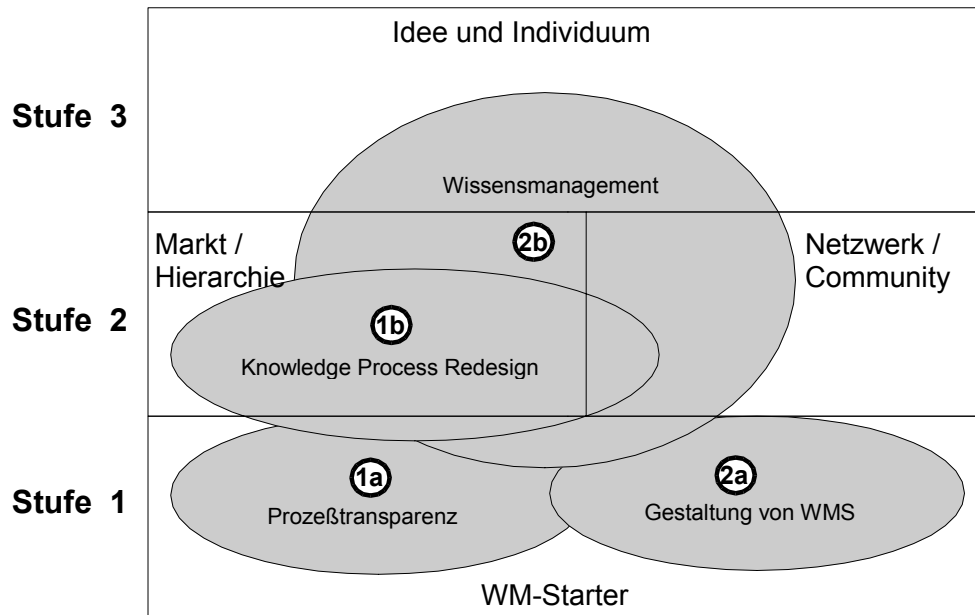 Idee und Individuum
Stufe 3
Wissensmanagement
Markt /
Hierarchie
2b
Netzwerk /
Community
Stufe 2
1b
Knowledge Process Redesign
1a
2a
Stufe 1
Prozeßtransparenz
Gestaltung von WMS
WM-Starter